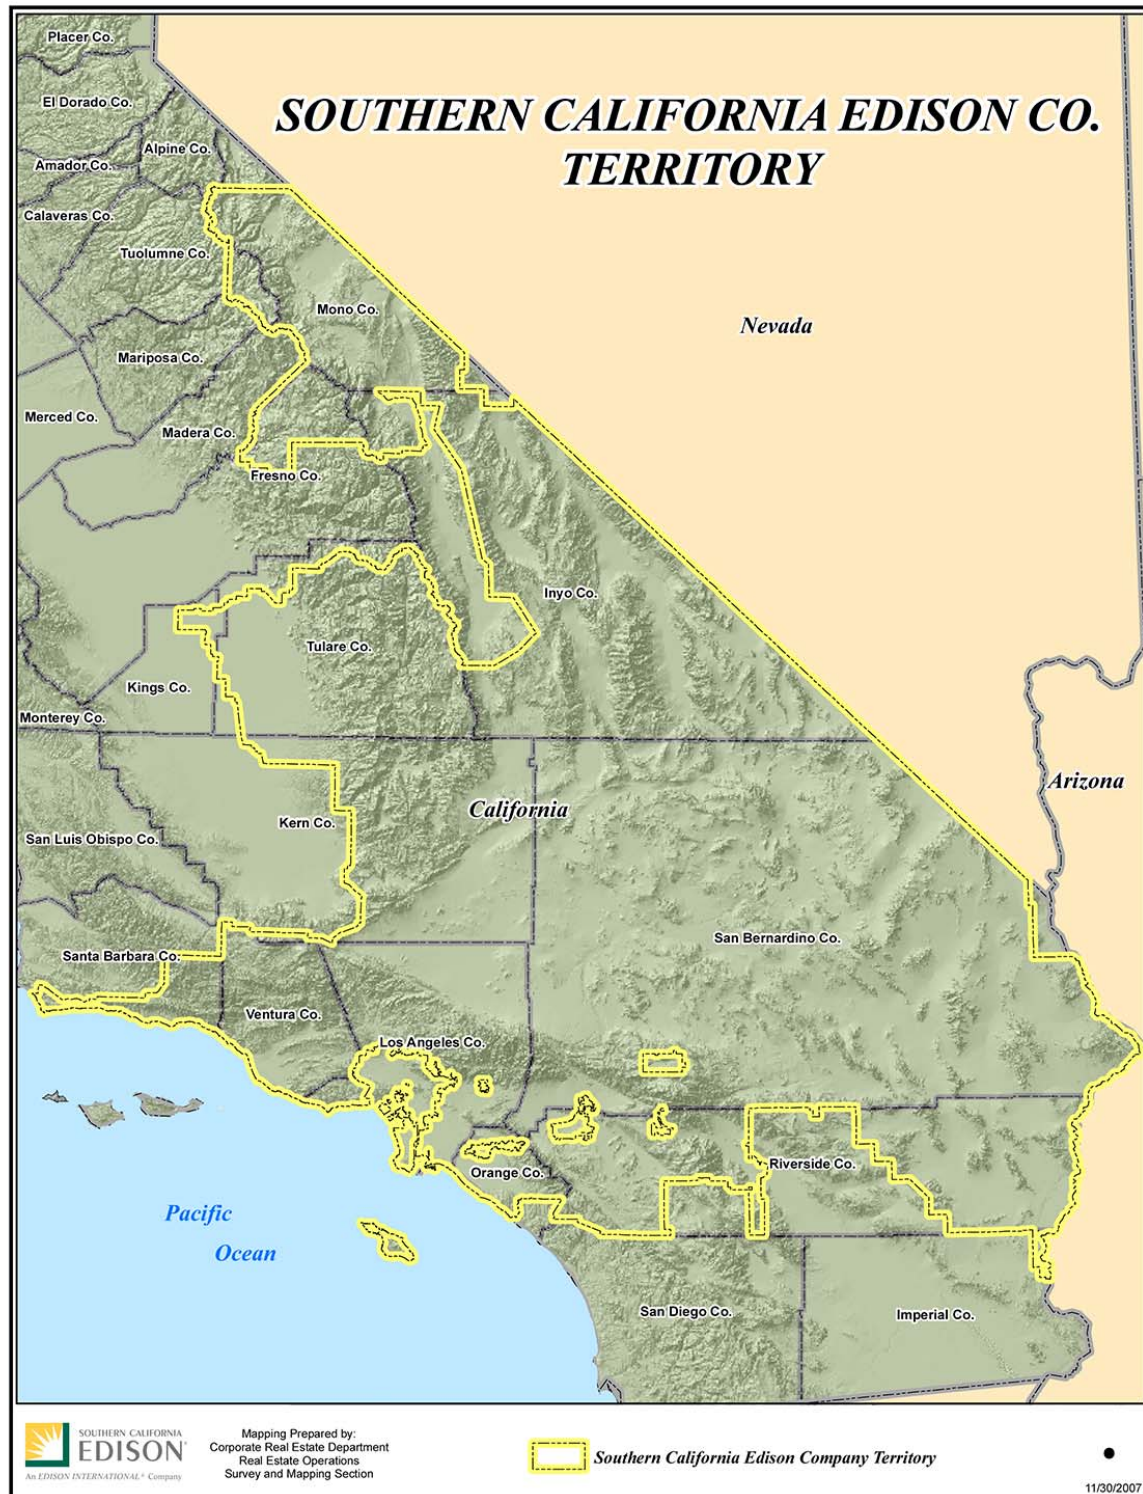 SOUTHERN CALIFORNIA EDISON CO.
TERRITORY
Placer Co.
El Dorado Co.
Alpine Co.
Amador Co.
Calaveras Co.
Tuolumne Co.
Mono Co.
Nevada
Mariposa Co.
Merced Co.
Madera Co.
Fresno Co.
Inyo Co.
Tulare Co.
Kings Co.
Monterey Co.
Arizona
California
Kern Co.
San Luis Obispo Co.
San Bernardino Co.
Santa Barbara Co.
Ventura Co.
Los Angeles Co.
Riverside Co.
Orange Co.
Pacific
Ocean
San Diego Co.
Imperial Co.
SOUTHERN CALIFORNIA
EDISON
An EDISON INTERNATIONAL® Company
Mapping Prepared by:
Corporate Real Estate Department
Real Estate Operations
Survey and Mapping Section
Southern California Edison Company Territory
11/30/2007